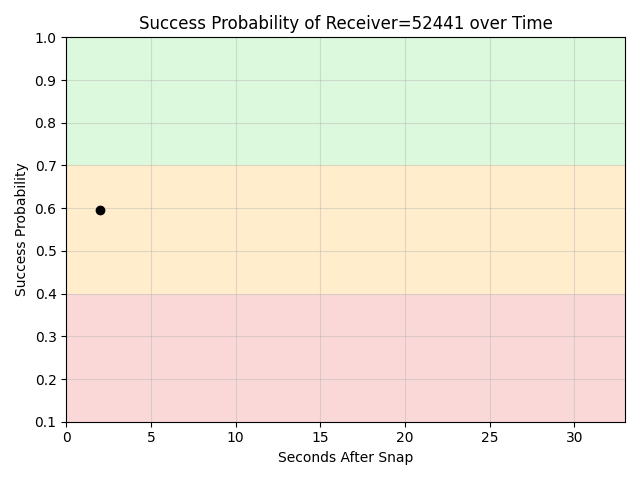 Success Probability of Receiver=52441 over Time
1.0
0.9
0.8
0.7
0.6
0.5
0.4
0.3
0.2
0.1
Success Probability
0 5 10 15 20 25 30
Seconds After Snap